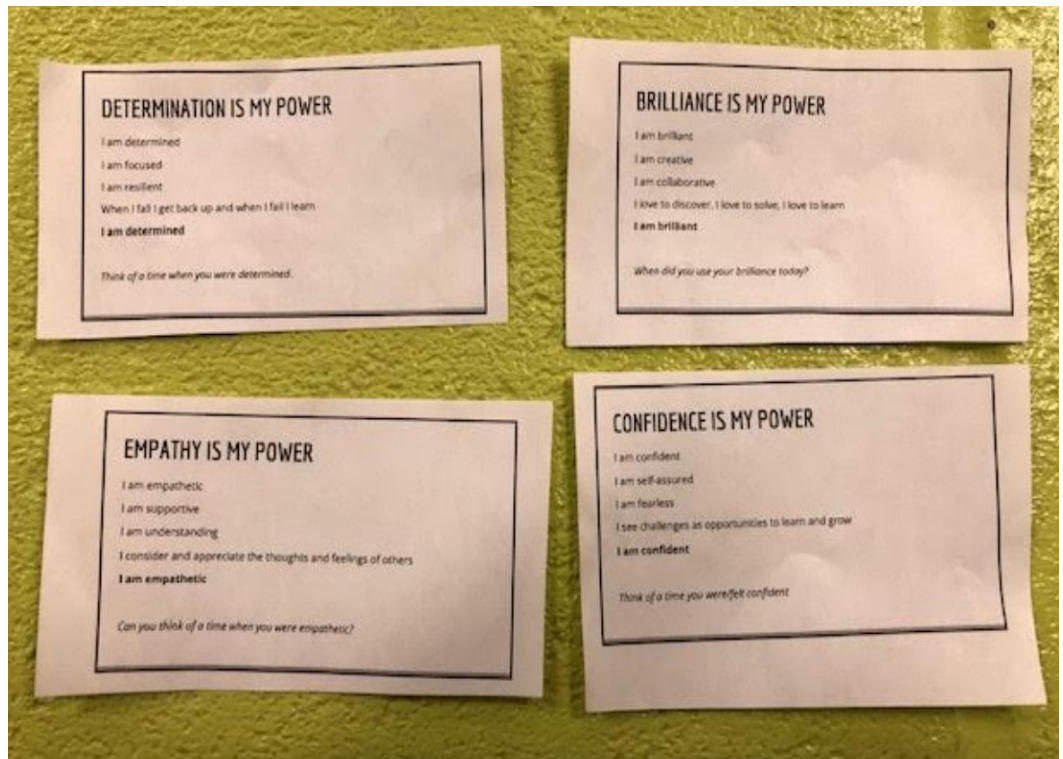 DETERMINATION IS MY POWER
I am determined
I am focused
I am resilient
When I fall I get back up and when I fail I learn
I am determined
Think of a time when you were determined.
BRILLIANCE IS MY POWER
I am brilliant
I am creative
I am collaborative
I love to discover, I love to solve, I love to learn
I am brilliant
When did you use your brilliance today?
EMPATHY IS MY POWER
I am empathetic
I am supportive
I am understanding
I consider and appreciate the thoughts and feelings of others
I am empathetic
Can you think of a time when you were empathetic?
CONFIDENCE IS MY POWER
I am confident
I am self-assured
I am fearless
I see challenges as opportunities to learn and grow
I am confident
Think of a time you were/felt confident